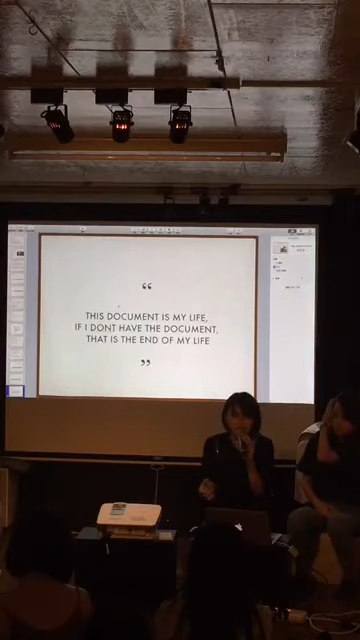 “
THIS DOCUMENT IS MY LIFE,
IF I DONT HAVE THE DOCUMENT,
THAT IS THE END OF MY LIFE
”